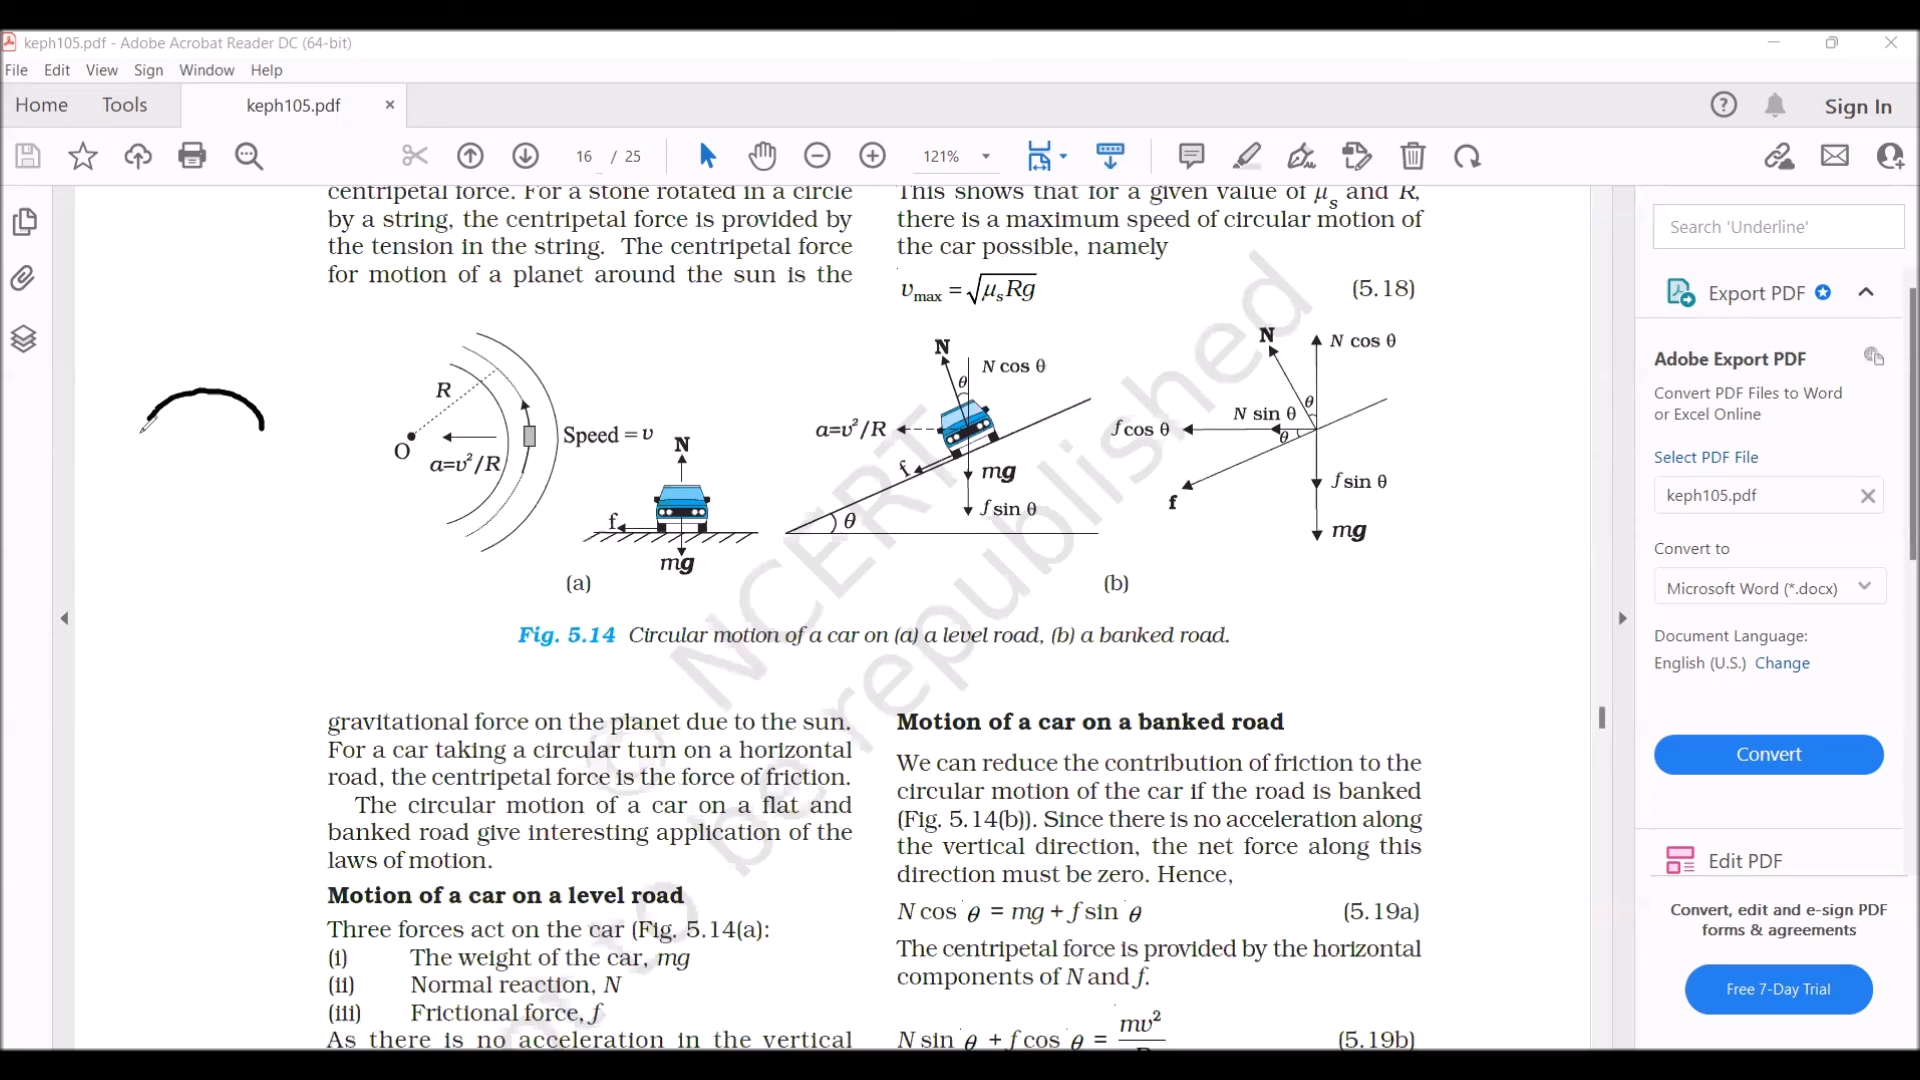 keph105.pdf - Adobe Acrobat Reader DC (64-bit)
File Edit View Sign Window Help
Home Tools keph105.pdf × Sign In
16 / 25 121%
centripetal force. For a stone rotated in a circle
by a string, the centripetal force is provided by
the tension in the string. The centripetal force
for motion of a planet around the sun is the
This shows that for a given value of μs and R,
there is a maximum speed of circular motion of
the car possible, namely
υmax = √μsRg (5.18)
R
O
a=υ²/R
Speed = υ
N
f
mg
(a)
N
θ
N cos θ
a=υ²/R
f
mg
f sin θ
θ
N
N cos θ
θ
N sin θ
f cos θ
θ
f
f sin θ
mg
(b)
Fig. 5.14 Circular motion of a car on (a) a level road, (b) a banked road.
gravitational force on the planet due to the sun.
For a car taking a circular turn on a horizontal
road, the centripetal force is the force of friction.
The circular motion of a car on a flat and
banked road give interesting application of the
laws of motion.
Motion of a car on a level road
Three forces act on the car (Fig. 5.14(a):
(i) The weight of the car, mg
(ii) Normal reaction, N
(iii) Frictional force, f
As there is no acceleration in the vertical
Motion of a car on a banked road
We can reduce the contribution of friction to the
circular motion of the car if the road is banked
(Fig. 5.14(b)). Since there is no acceleration along
the vertical direction, the net force along this
direction must be zero. Hence,
N cos θ = mg + f sin θ (5.19a)
The centripetal force is provided by the horizontal
components of N and f.
N sin θ + f cos θ = mυ² (5.19b)
© NCERT
not to be republished
Search 'Underline'
Export PDF
Adobe Export PDF
Convert PDF Files to Word
or Excel Online
Select PDF File
keph105.pdf
Convert to
Microsoft Word (*.docx)
Document Language:
English (U.S.) Change
Convert
Edit PDF
Convert, edit and e-sign PDF
forms & agreements
Free 7-Day Trial